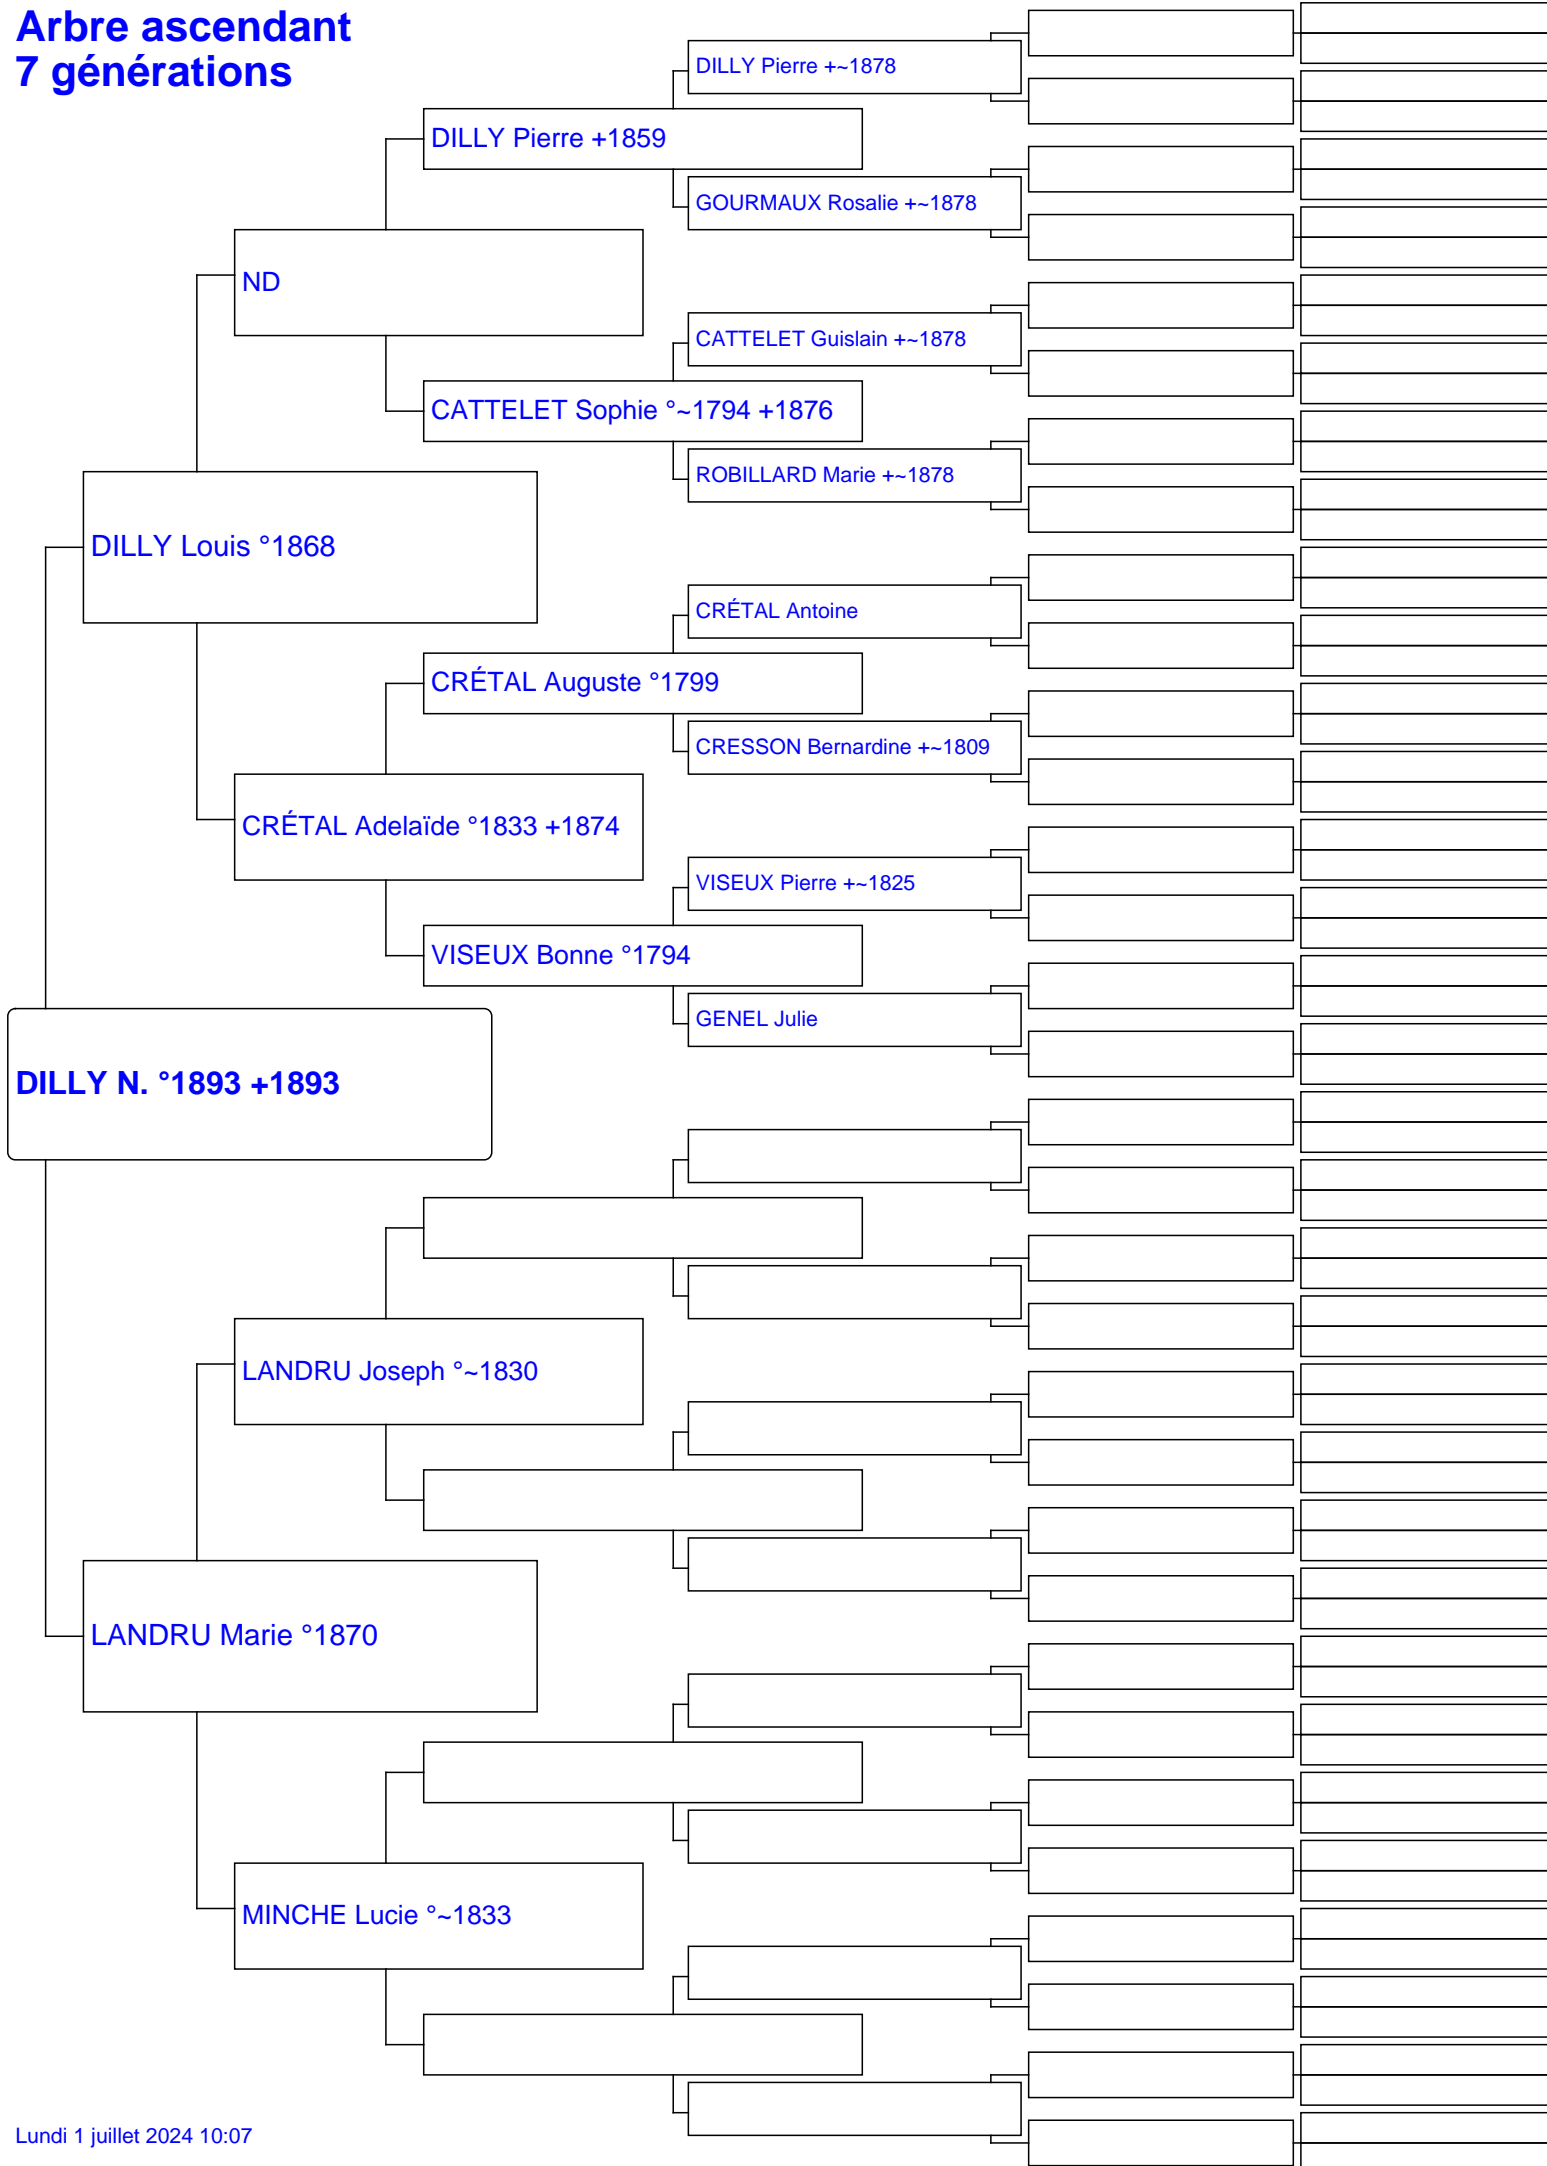 Arbre ascendant
7 générations
DILLY Pierre +~1878
DILLY Pierre +1859
GOURMAUX Rosalie +~1878
ND
CATTELET Guislain +~1878
CATTELET Sophie °~1794 +1876
ROBILLARD Marie +~1878
DILLY Louis °1868
CRÉTAL Antoine
CRÉTAL Auguste °1799
CRESSON Bernardine +~1809
CRÉTAL Adelaïde °1833 +1874
VISEUX Pierre +~1825
VISEUX Bonne °1794
GENEL Julie
DILLY N. °1893 +1893
LANDRU Joseph °~1830
LANDRU Marie °1870
MINCHE Lucie °~1833
Lundi 1 juillet 2024 10:07